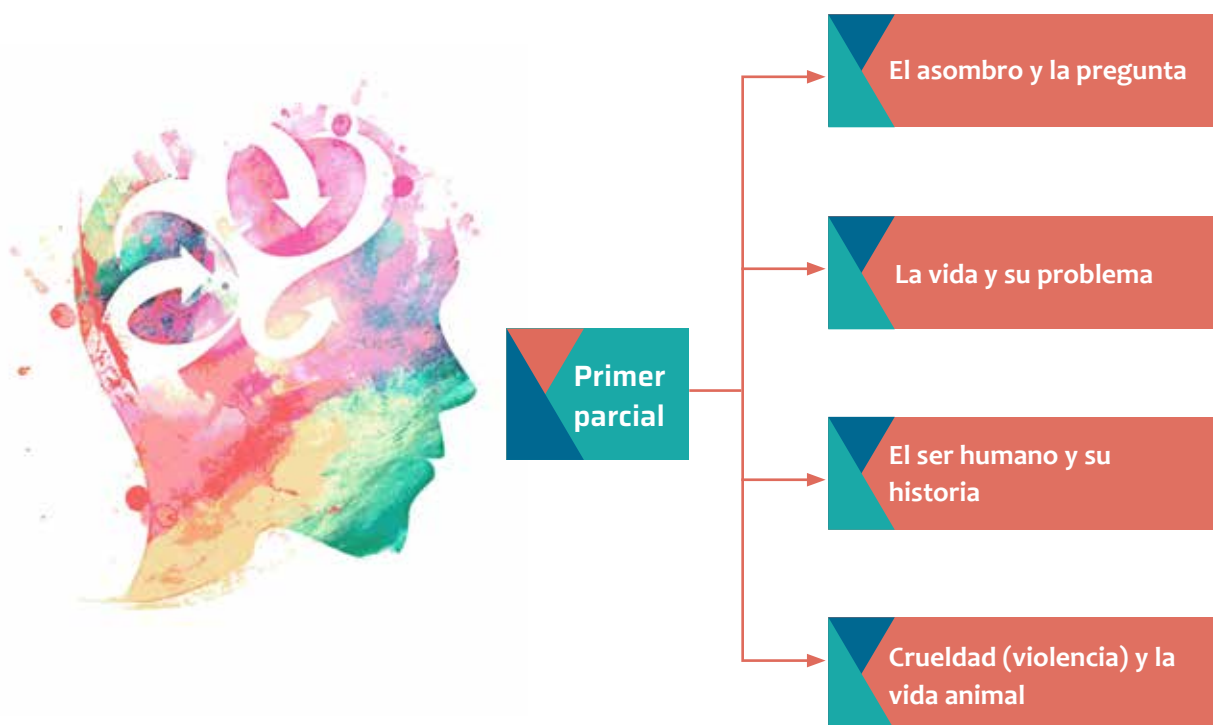 El asombro y la pregunta
La vida y su problema
Primer
parcial
El ser humano y su
historia
Crueldad (violencia) y la
vida animal